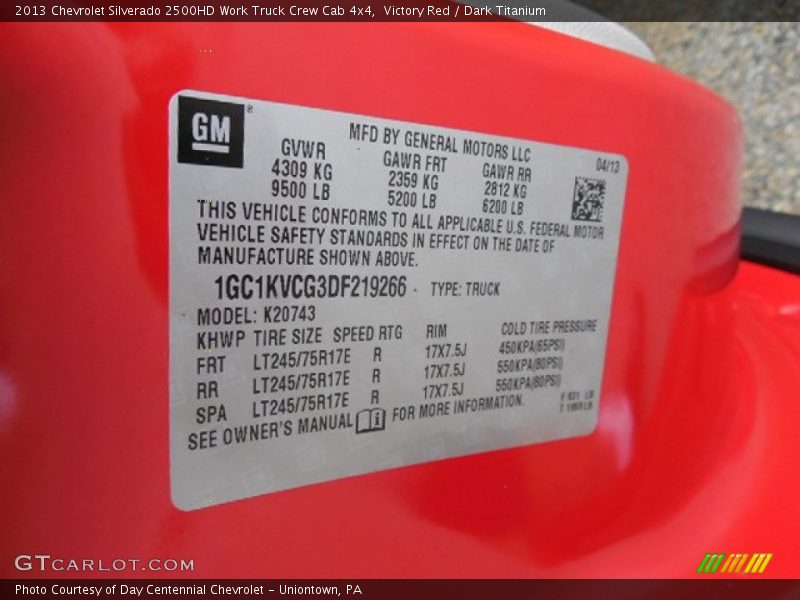 2013 Chevrolet Silverado 2500HD Work Truck Crew Cab 4x4, Victory Red / Dark Titanium
GM ®
MFD BY GENERAL MOTORS LLC
04/13
GVWR GAWR FRT GAWR RR
4309 KG 2359 KG 2812 KG
9500 LB 5200 LB 6200 LB
THIS VEHICLE CONFORMS TO ALL APPLICABLE U.S. FEDERAL MOTOR
VEHICLE SAFETY STANDARDS IN EFFECT ON THE DATE OF
MANUFACTURE SHOWN ABOVE.
1GC1KVCG3DF219266 TYPE: TRUCK
MODEL: K20743
KHWP TIRE SIZE SPEED RTG RIM COLD TIRE PRESSURE
FRT LT245/75R17E R 17X7.5J 450KPA(65PSI)
RR LT245/75R17E R 17X7.5J 550KPA(80PSI)
SPA LT245/75R17E R 17X7.5J 550KPA(80PSI)
SEE OWNER'S MANUAL i FOR MORE INFORMATION.
GTCARLOT.COM
Photo Courtesy of Day Centennial Chevrolet - Uniontown, PA